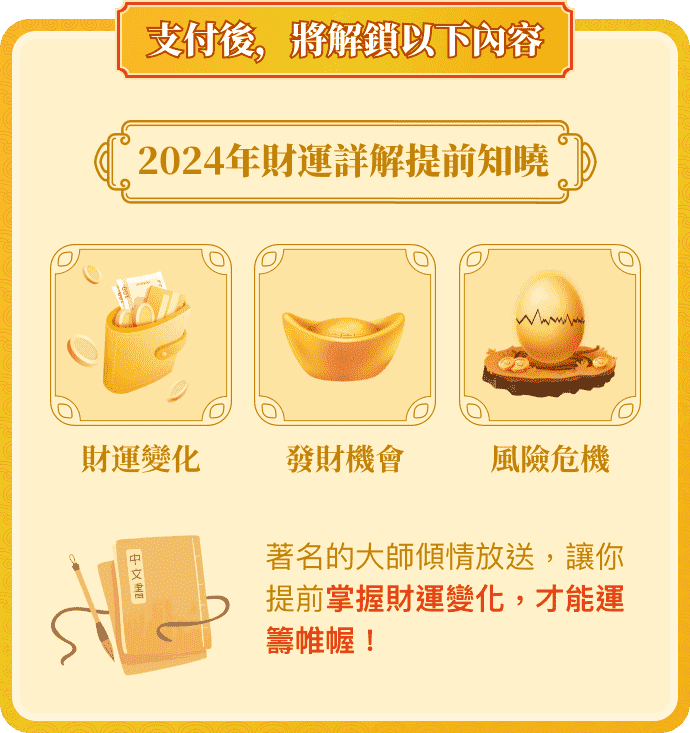 支付後，將解鎖以下內容
2024年財運詳解提前知曉
財運變化
發財機會
風險危機
中文書
著名的大師傾情放送，讓你
提前掌握財運變化，才能運
籌帷幄！